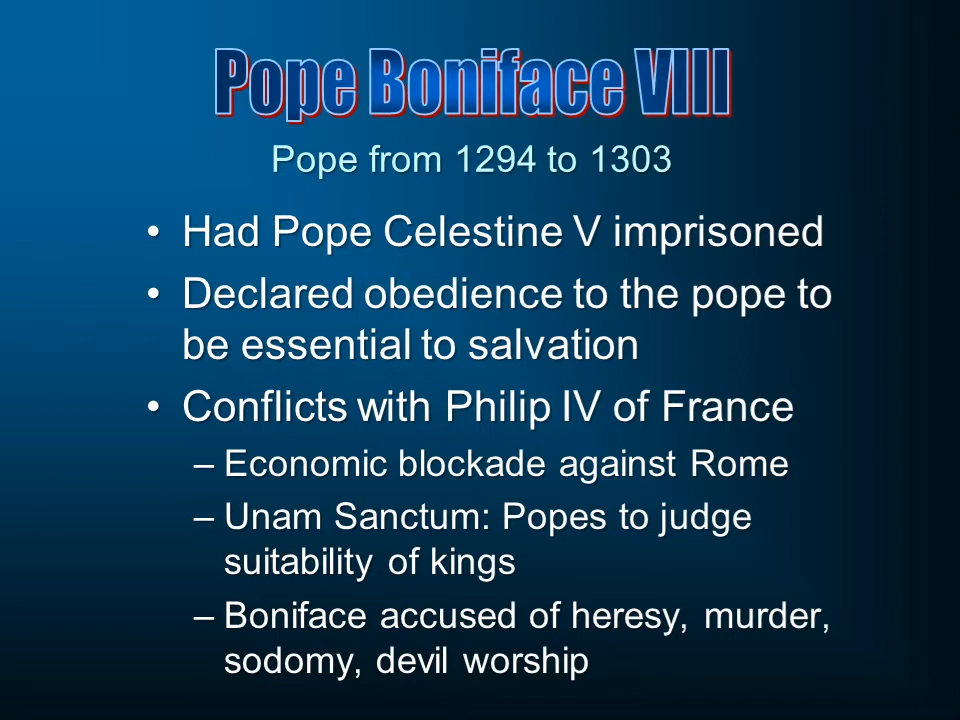 Pope Boniface VIII
Pope from 1294 to 1303
• Had Pope Celestine V imprisoned
• Declared obedience to the pope to
be essential to salvation
• Conflicts with Philip IV of France
– Economic blockade against Rome
– Unam Sanctum: Popes to judge
suitability of kings
– Boniface accused of heresy, murder,
sodomy, devil worship